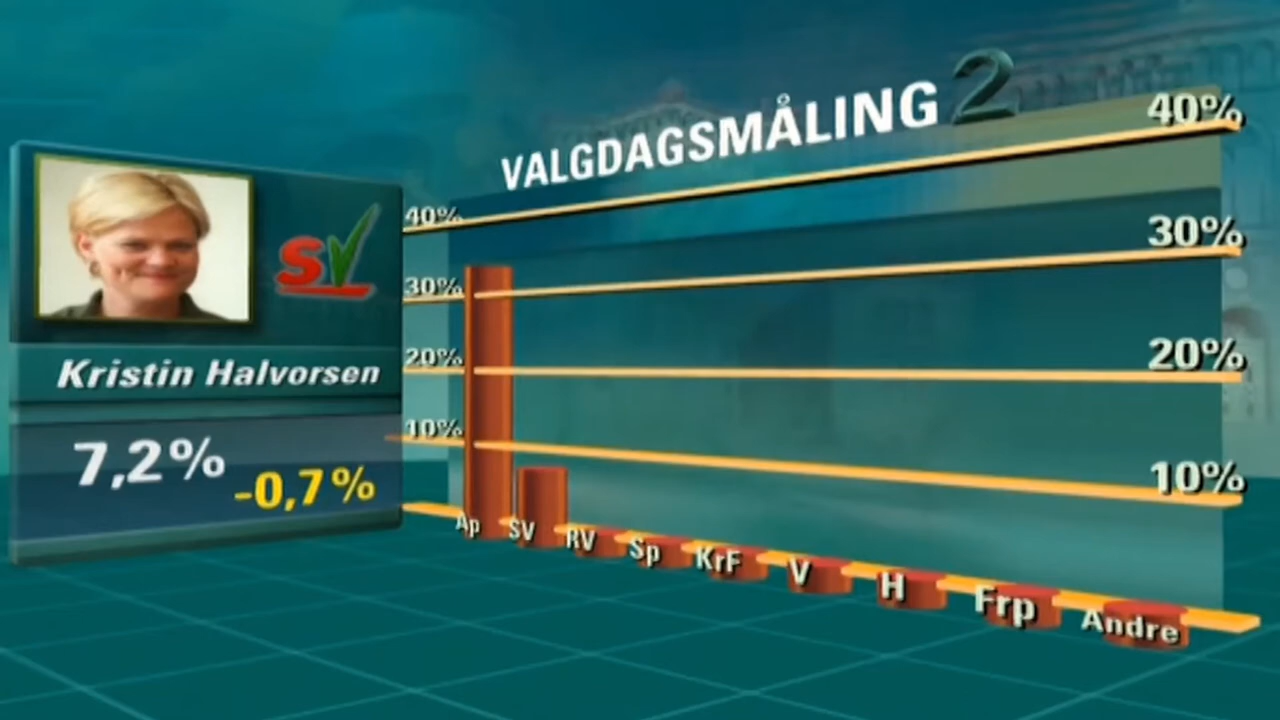 VALGDAGSMÅLING 2
SV
Kristin Halvorsen
7,2%
-0,7%
40%
30%
20%
10%
40%
30%
20%
10%
Ap
SV
RV
Sp
KrF
V
H
Frp
Andre